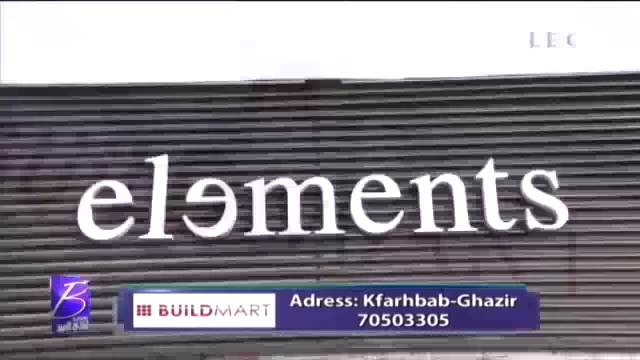 LBC
elements
B
BUILDMART
Adress: Kfarhbab-Ghazir
70503305